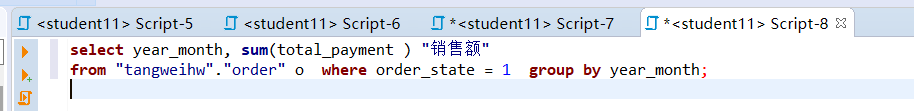 <student11> Script-5 <student11> Script-6 *<student11> Script-7 *<student11> Script-8
select year_month, sum(total_payment ) "销售额"
from "tangweihw"."order" o  where order_state = 1  group by year_month;